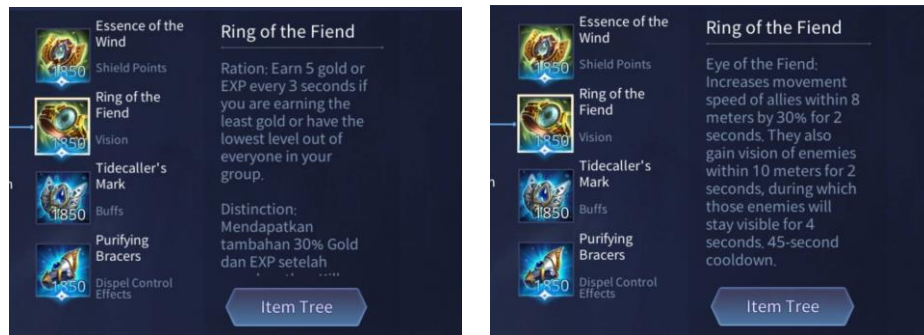 Essence of the
Wind
1850
Shield Points
Ring of the
Fiend
1850
Vision
Tidecaller's
Mark
1850
Buffs
Purifying
Bracers
1850
Dispel Control
Effects
Ring of the Fiend
Ration: Earn 5 gold or
EXP every 3 seconds if
you are earning the
least gold or have the
lowest level out of
everyone in your
group.
Distinction:
Mendapatkan
tambahan 30% Gold
dan EXP setelah
Item Tree
Essence of the
Wind
1850
Shield Points
Ring of the
Fiend
1850
Vision
Tidecaller's
Mark
1850
Buffs
Purifying
Bracers
1850
Dispel Control
Effects
Ring of the Fiend
Eye of the Fiend:
Increases movement
speed of allies within 8
meters by 30% for 2
seconds. They also
gain vision of enemies
within 10 meters for 2
seconds, during which
those enemies will
stay visible for 4
seconds. 45-second
cooldown.
Item Tree